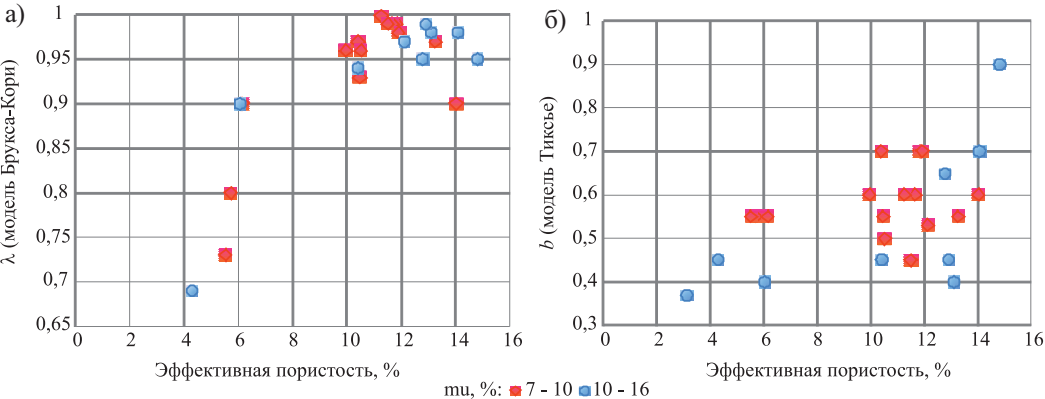 а)
λ (модель Брукса-Кори)
1
0,95
0,9
0,85
0,8
0,75
0,7
0,65
0 2 4 6 8 10 12 14 16
Эффективная пористость, %
б)
b (модель Тиксье)
1
0,9
0,8
0,7
0,6
0,5
0,4
0,3
0 2 4 6 8 10 12 14 16
Эффективная пористость, %
mu, %: 7 - 10 10 - 16